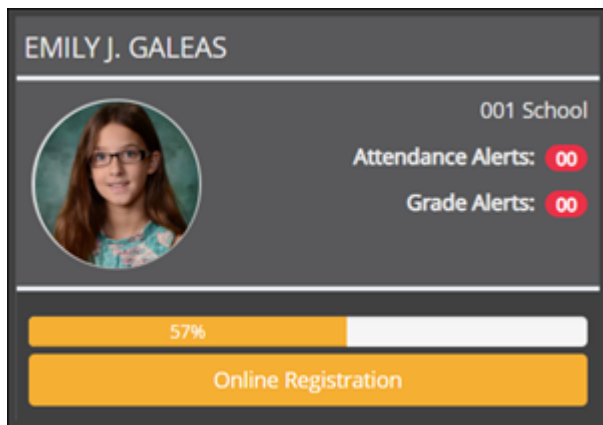 EMILY J. GALEAS
001 School
Attendance Alerts: 00
Grade Alerts: 00
57%
Online Registration